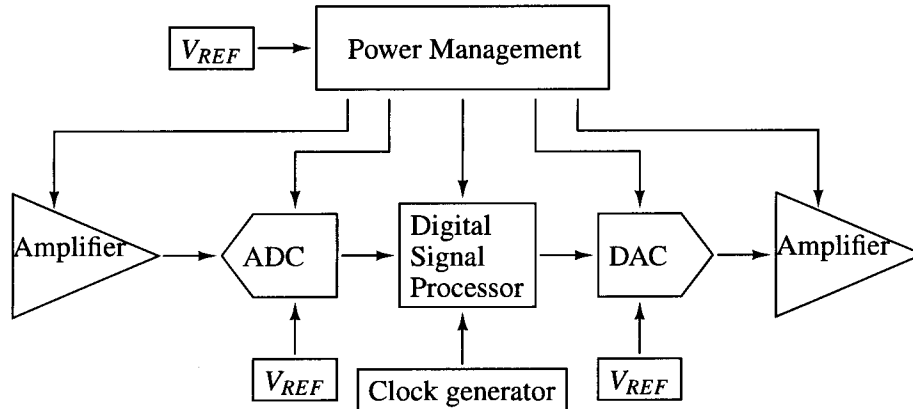 Power Management
V_REF
Amplifier
ADC
Digital
Signal
Processor
DAC
Amplifier
V_REF
Clock generator
V_REF